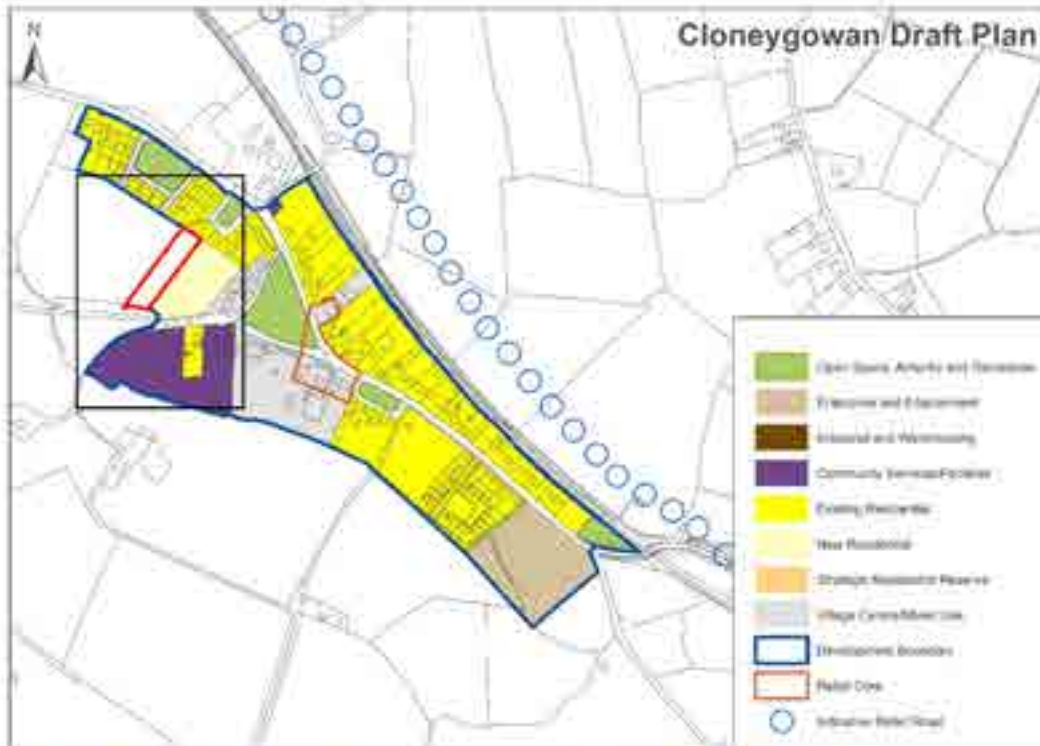 Cloneygowan Draft Plan
N
Open Space, Amenity and Recreation
Enterprise and Employment
Industrial and Warehousing
Community Services/Facilities
Existing Residential
New Residential
Strategic Residential Reserve
Village Centre/Mixed Use
Development Boundary
Retail Core
Indicative Relief Road